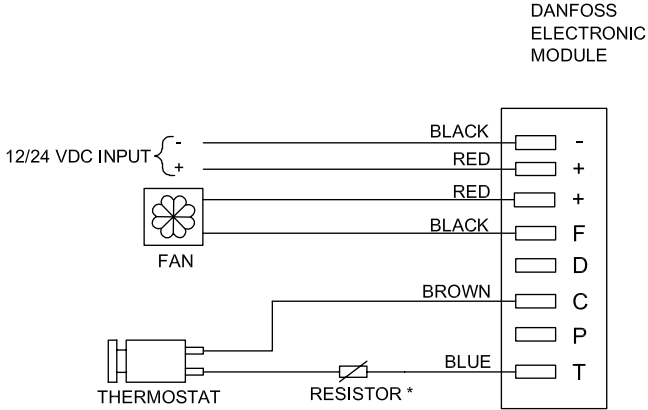 DANFOSS
ELECTRONIC
MODULE
BLACK
-
12/24 VDC INPUT
-
+
RED
+
RED
+
BLACK
F
FAN
D
BROWN
C
P
BLUE
T
THERMOSTAT
RESISTOR *